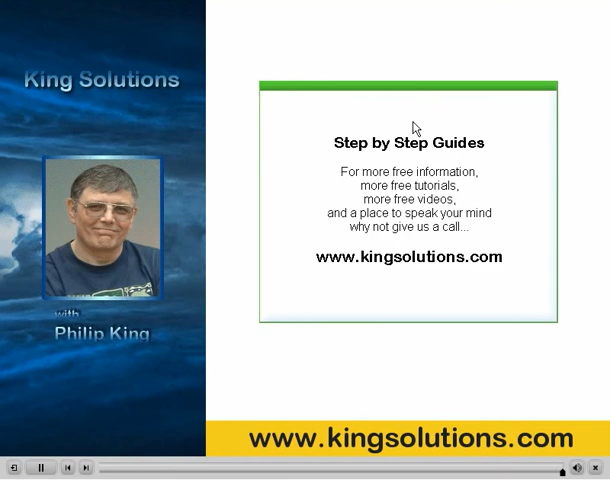 King Solutions
with
Philip King
Step by Step Guides
For more free information,
more free tutorials,
more free videos,
and a place to speak your mind
why not give us a call...
www.kingsolutions.com
www.kingsolutions.com